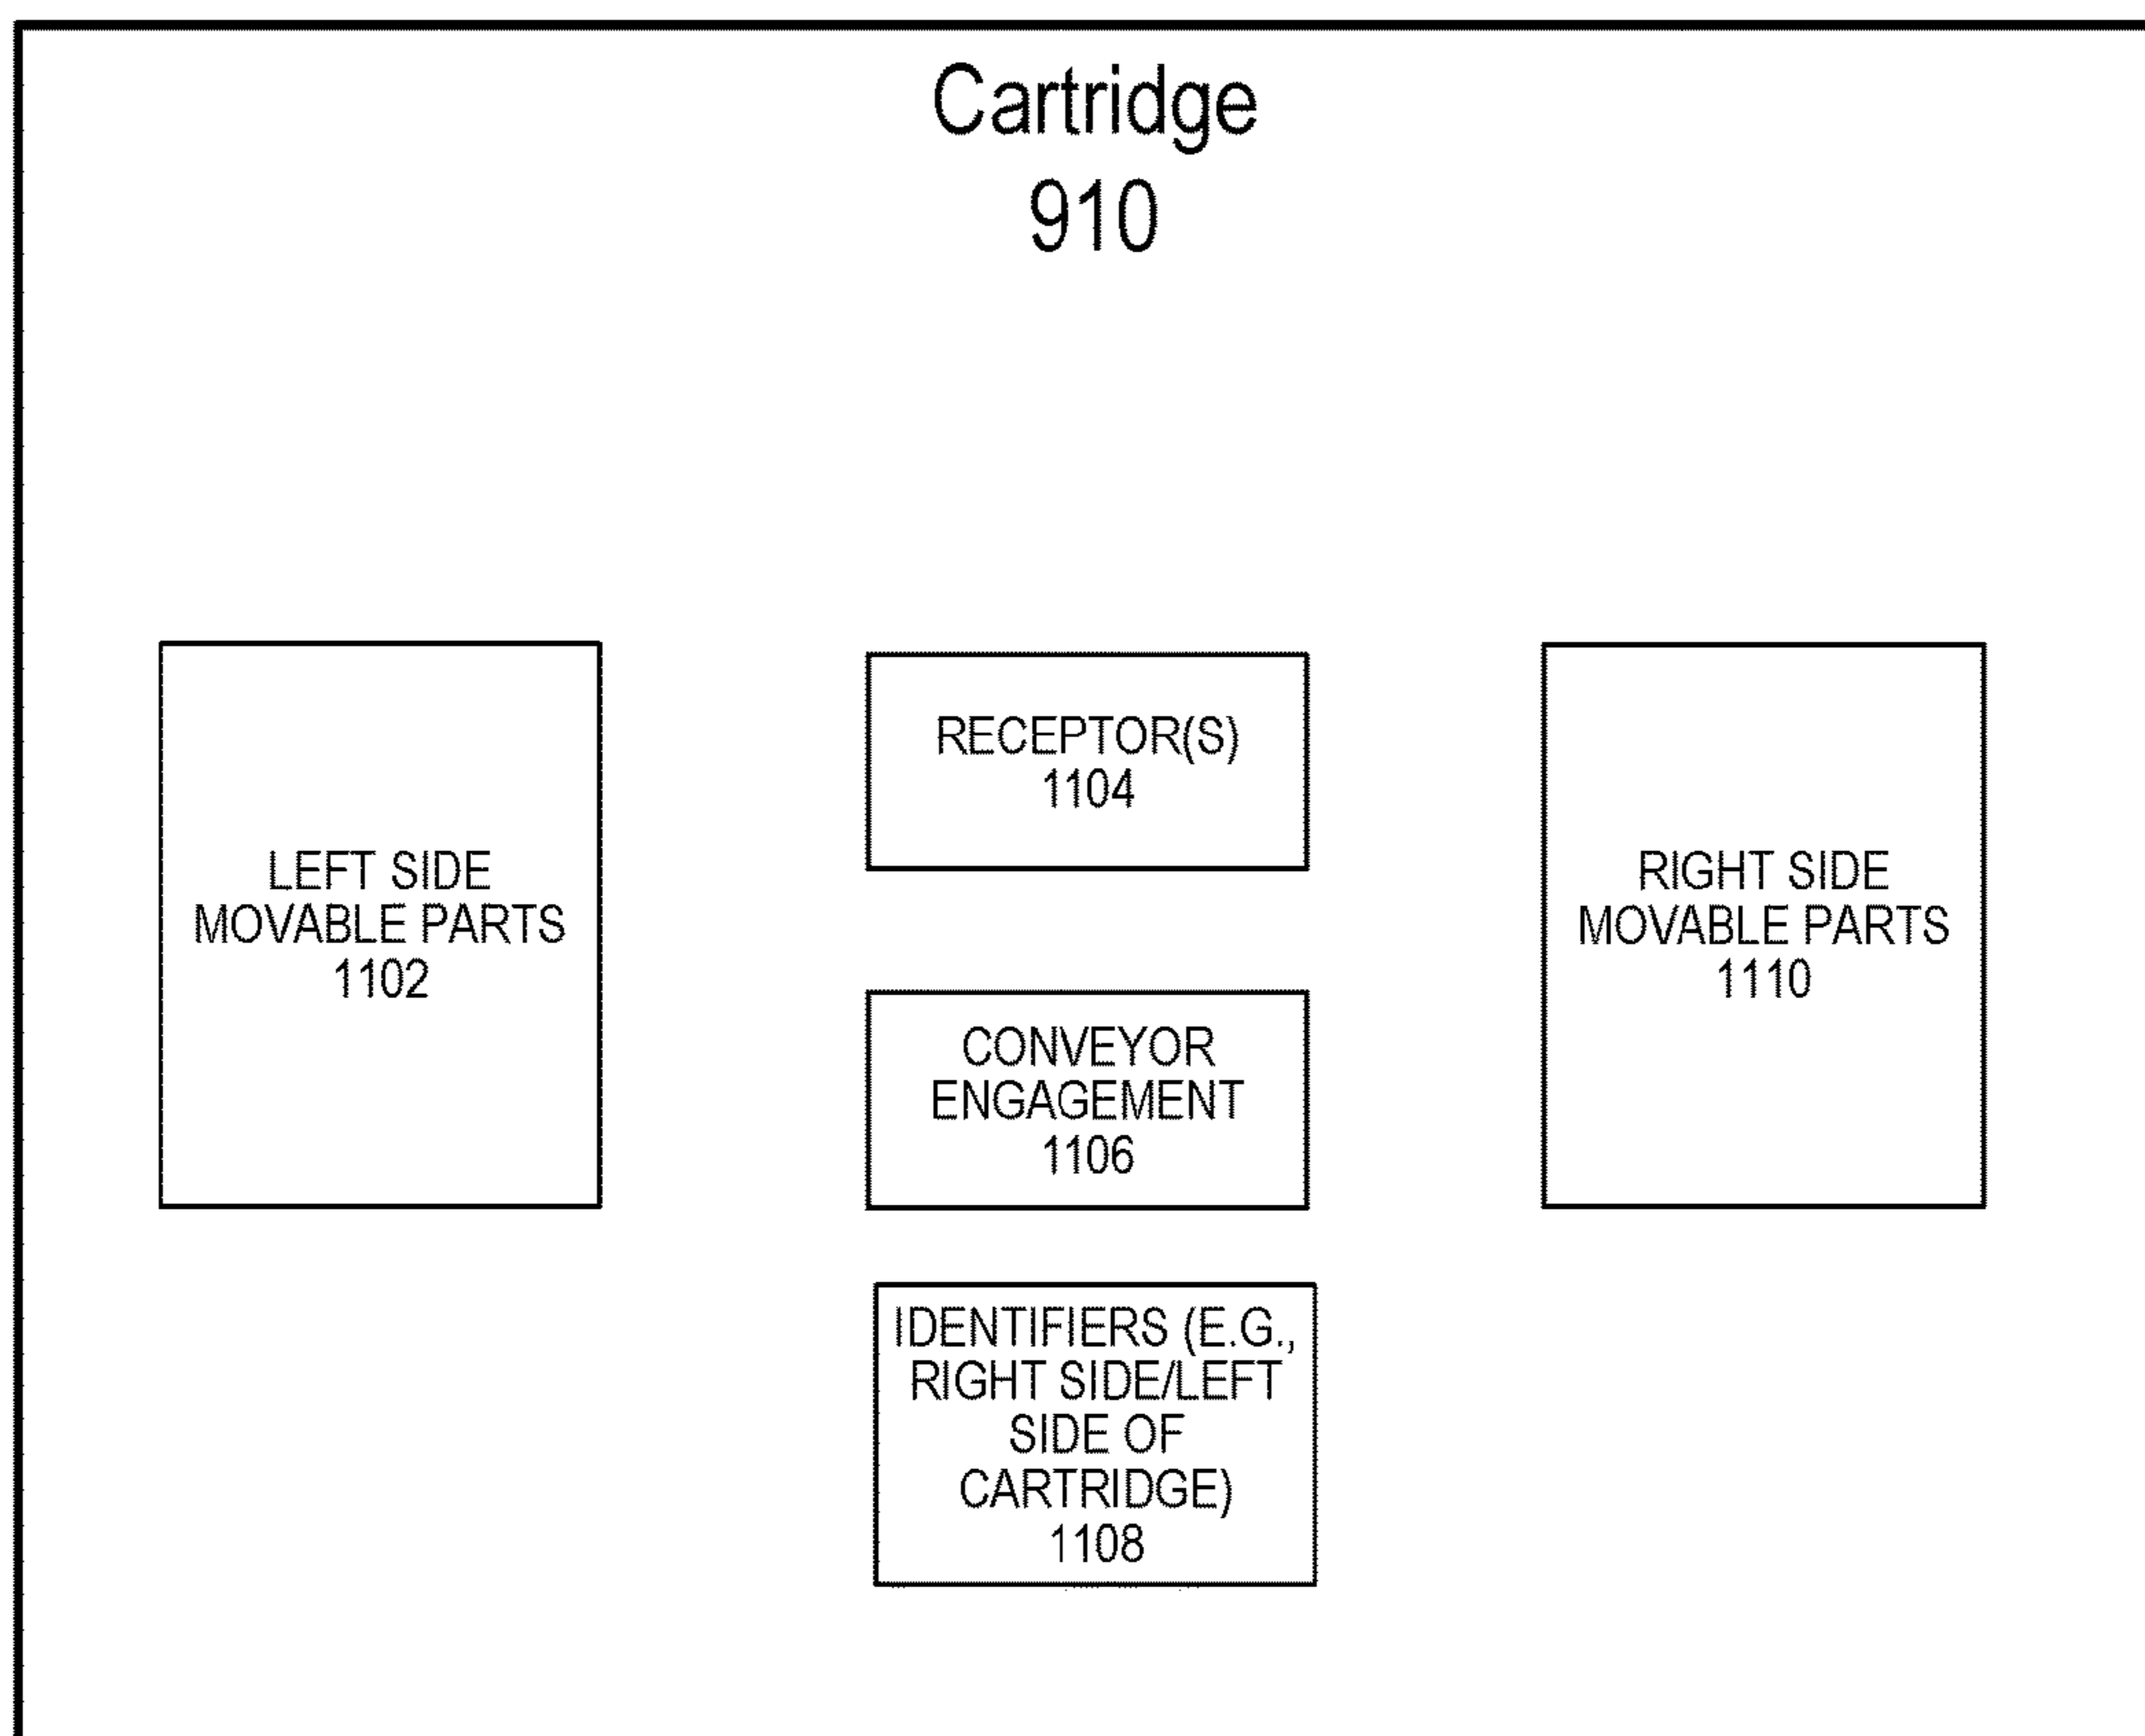 Cartridge
910
LEFT SIDE
MOVABLE PARTS
1102
RECEPTOR(S)
1104
CONVEYOR
ENGAGEMENT
1106
IDENTIFIERS (E.G.,
RIGHT SIDE/LEFT
SIDE OF
CARTRIDGE)
1108
RIGHT SIDE
MOVABLE PARTS
1110